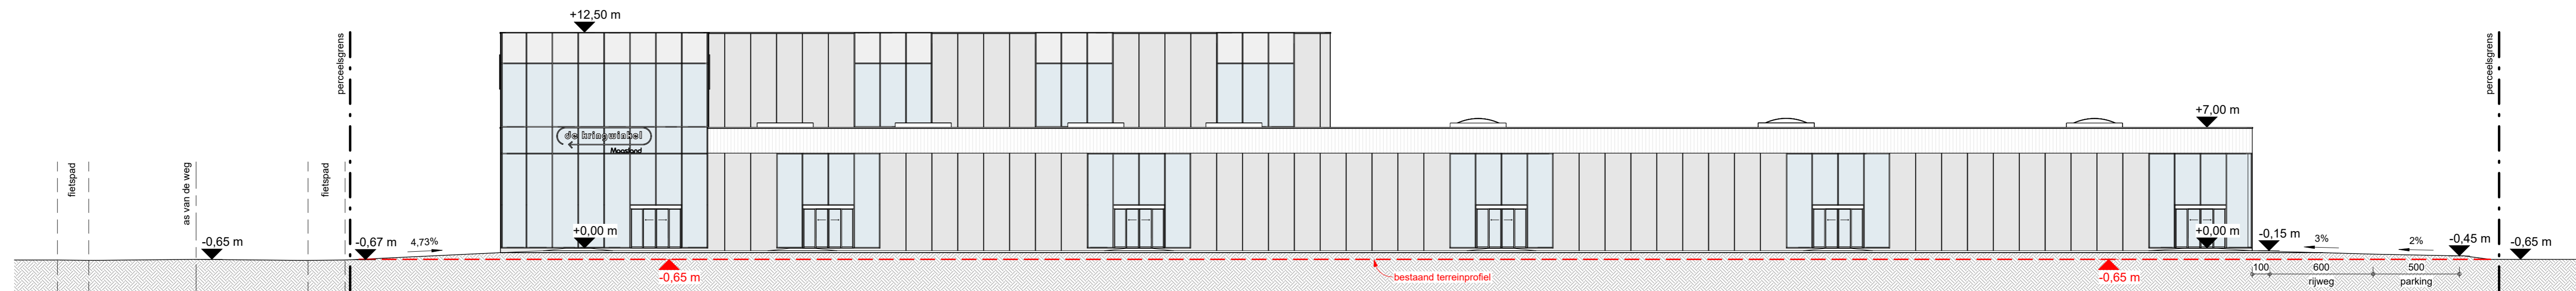 +12,50 m
perceelsgrens
perceelsgrens
+7,00 m
de kringwinkel
Maasland
fietspad
as van de weg
fietspad
-0,65 m
-0,67 m
4,73%
+0,00 m
+0,00 m
-0,15 m
3%
2%
-0,45 m
-0,65 m
-0,65 m
bestaand terreinprofiel
-0,65 m
100
600
500
rijweg
parking